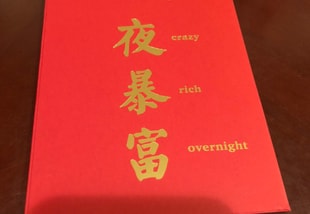 夜 crazy
暴 rich
富 overnight